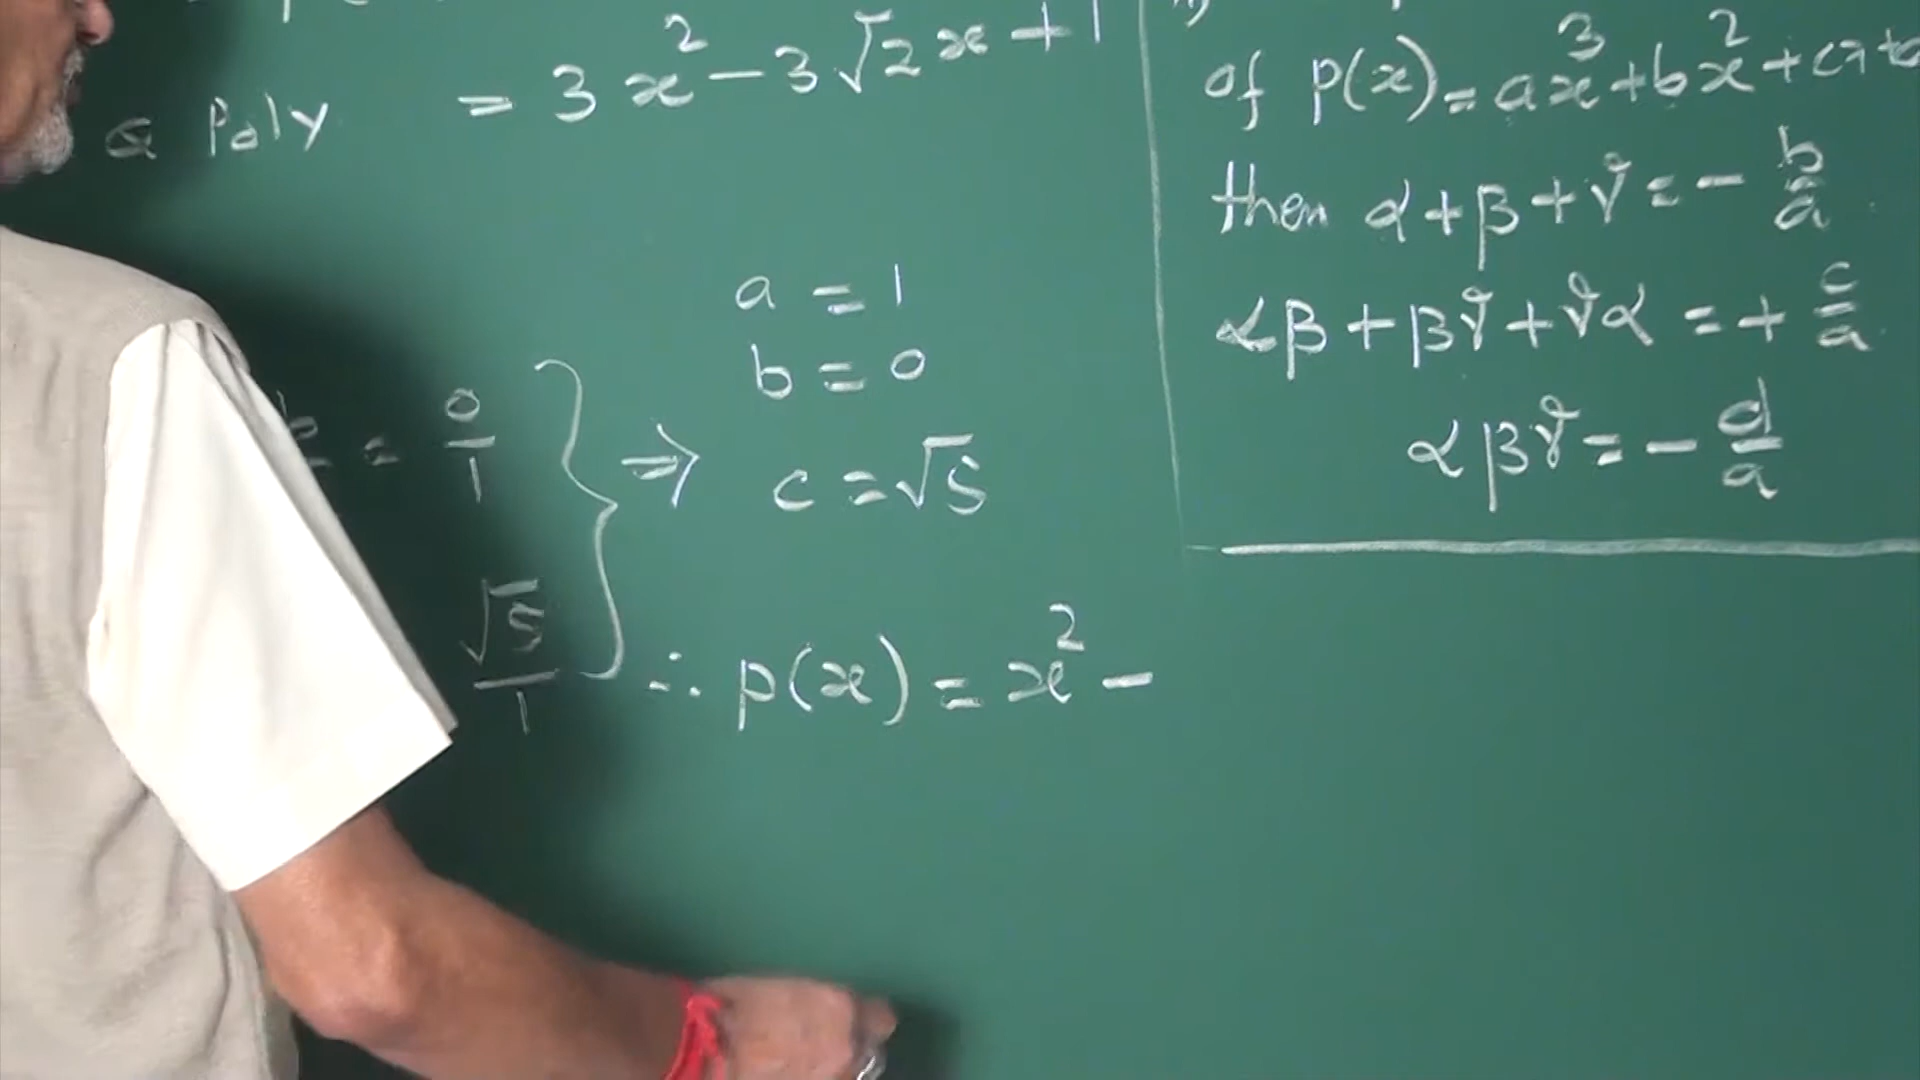 = 3x² - 3√2x + 1
Q Poly
a = 1
b = 0
= 0/1
⇒ c = √5
√5/1
∴ p(x) = x² -
of p(x) = ax³ + bx² + cx + d
then α + β + γ = - b/a
αβ + βγ + γα = + c/a
αβγ = - d/a